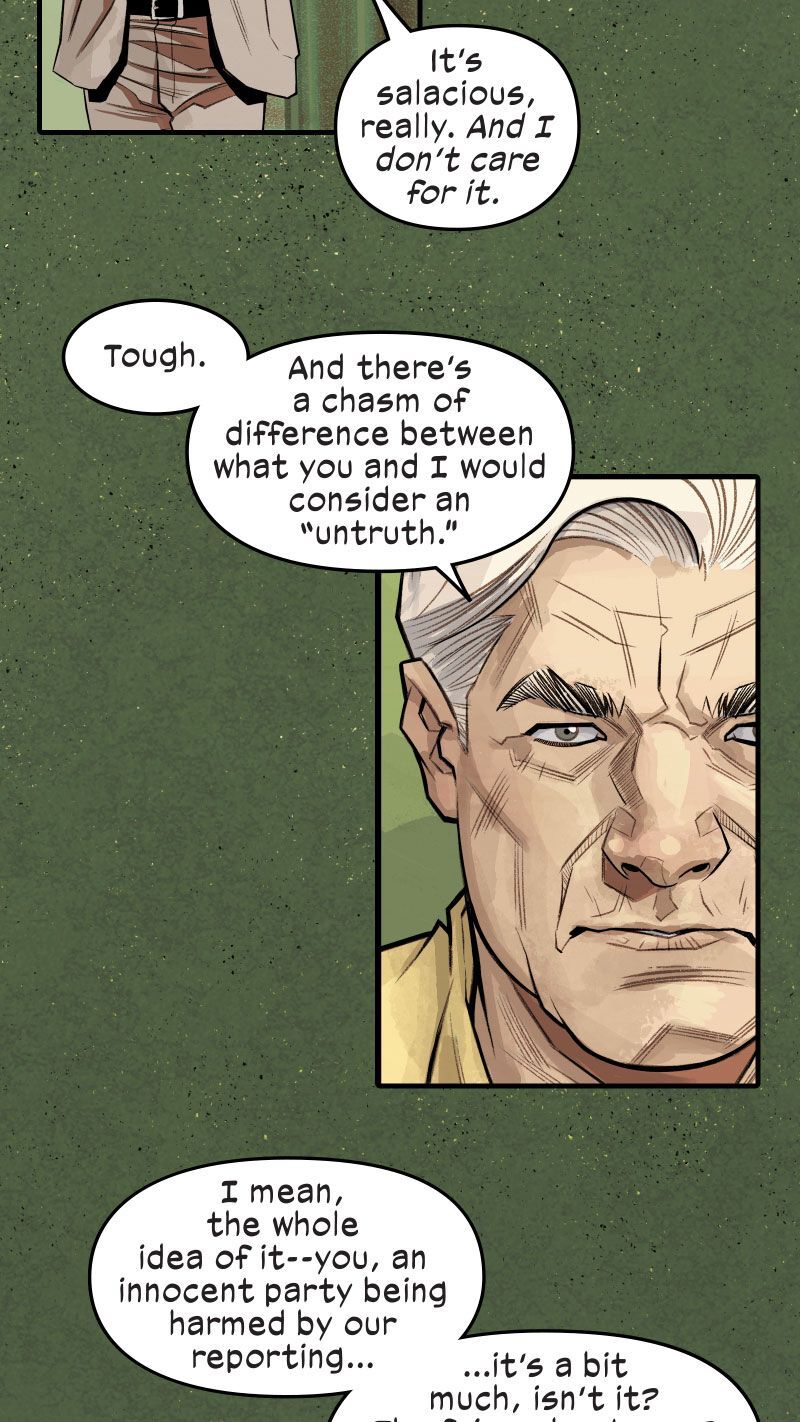 It's
salacious,
really. And I
don't care
for it.
Tough.
And there's
a chasm of
difference between
what you and I would
consider an
"untruth."
I mean,
the whole
idea of it--you, an
innocent party being
harmed by our
reporting...
...it's a bit
much, isn't it?